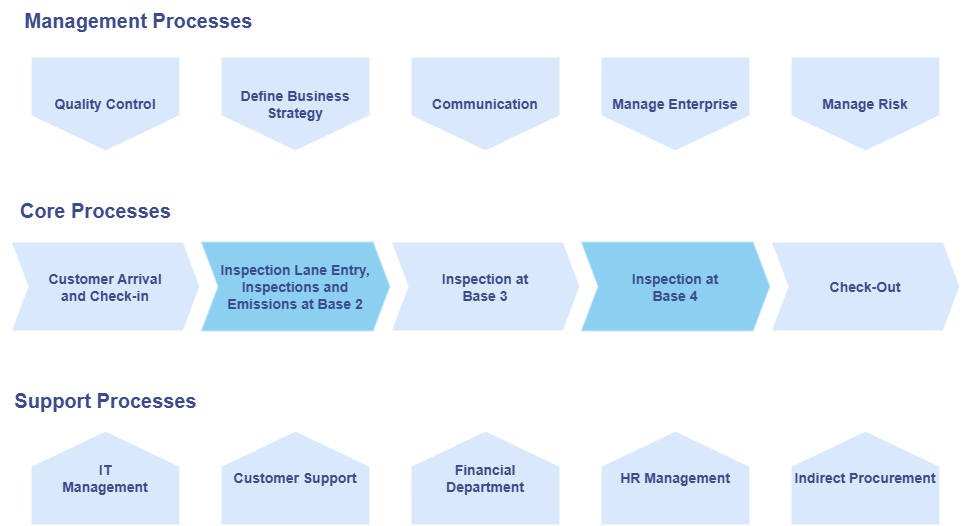 Management Processes
Quality Control
Define Business
Strategy
Communication
Manage Enterprise
Manage Risk
Core Processes
Customer Arrival
and Check-in
Inspection Lane Entry,
Inspections and
Emissions at Base 2
Inspection at
Base 3
Inspection at
Base 4
Check-Out
Support Processes
IT
Management
Customer Support
Financial
Department
HR Management
Indirect Procurement